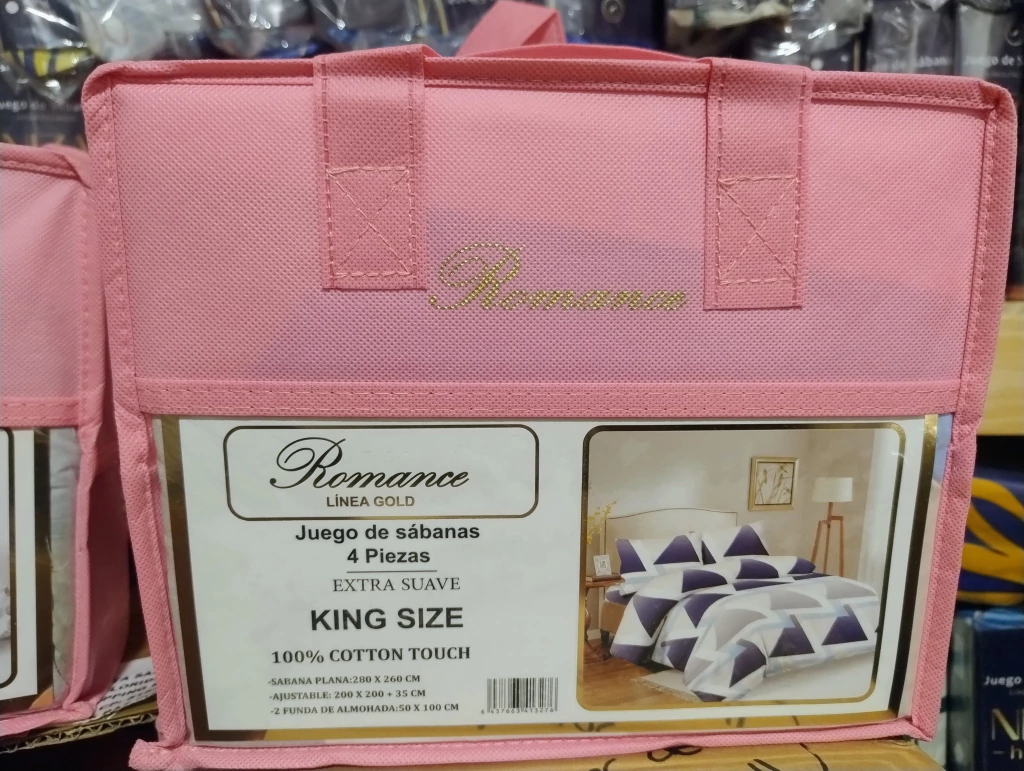 Romance
Romance
LÍNEA GOLD
Juego de sábanas
4 Piezas
EXTRA SUAVE
KING SIZE
100% COTTON TOUCH
-SABANA PLANA:280 X 260 CM
-AJUSTABLE: 200 X 200 + 35 CM
-2 FUNDA DE ALMOHADA:50 X 100 CM
Juego